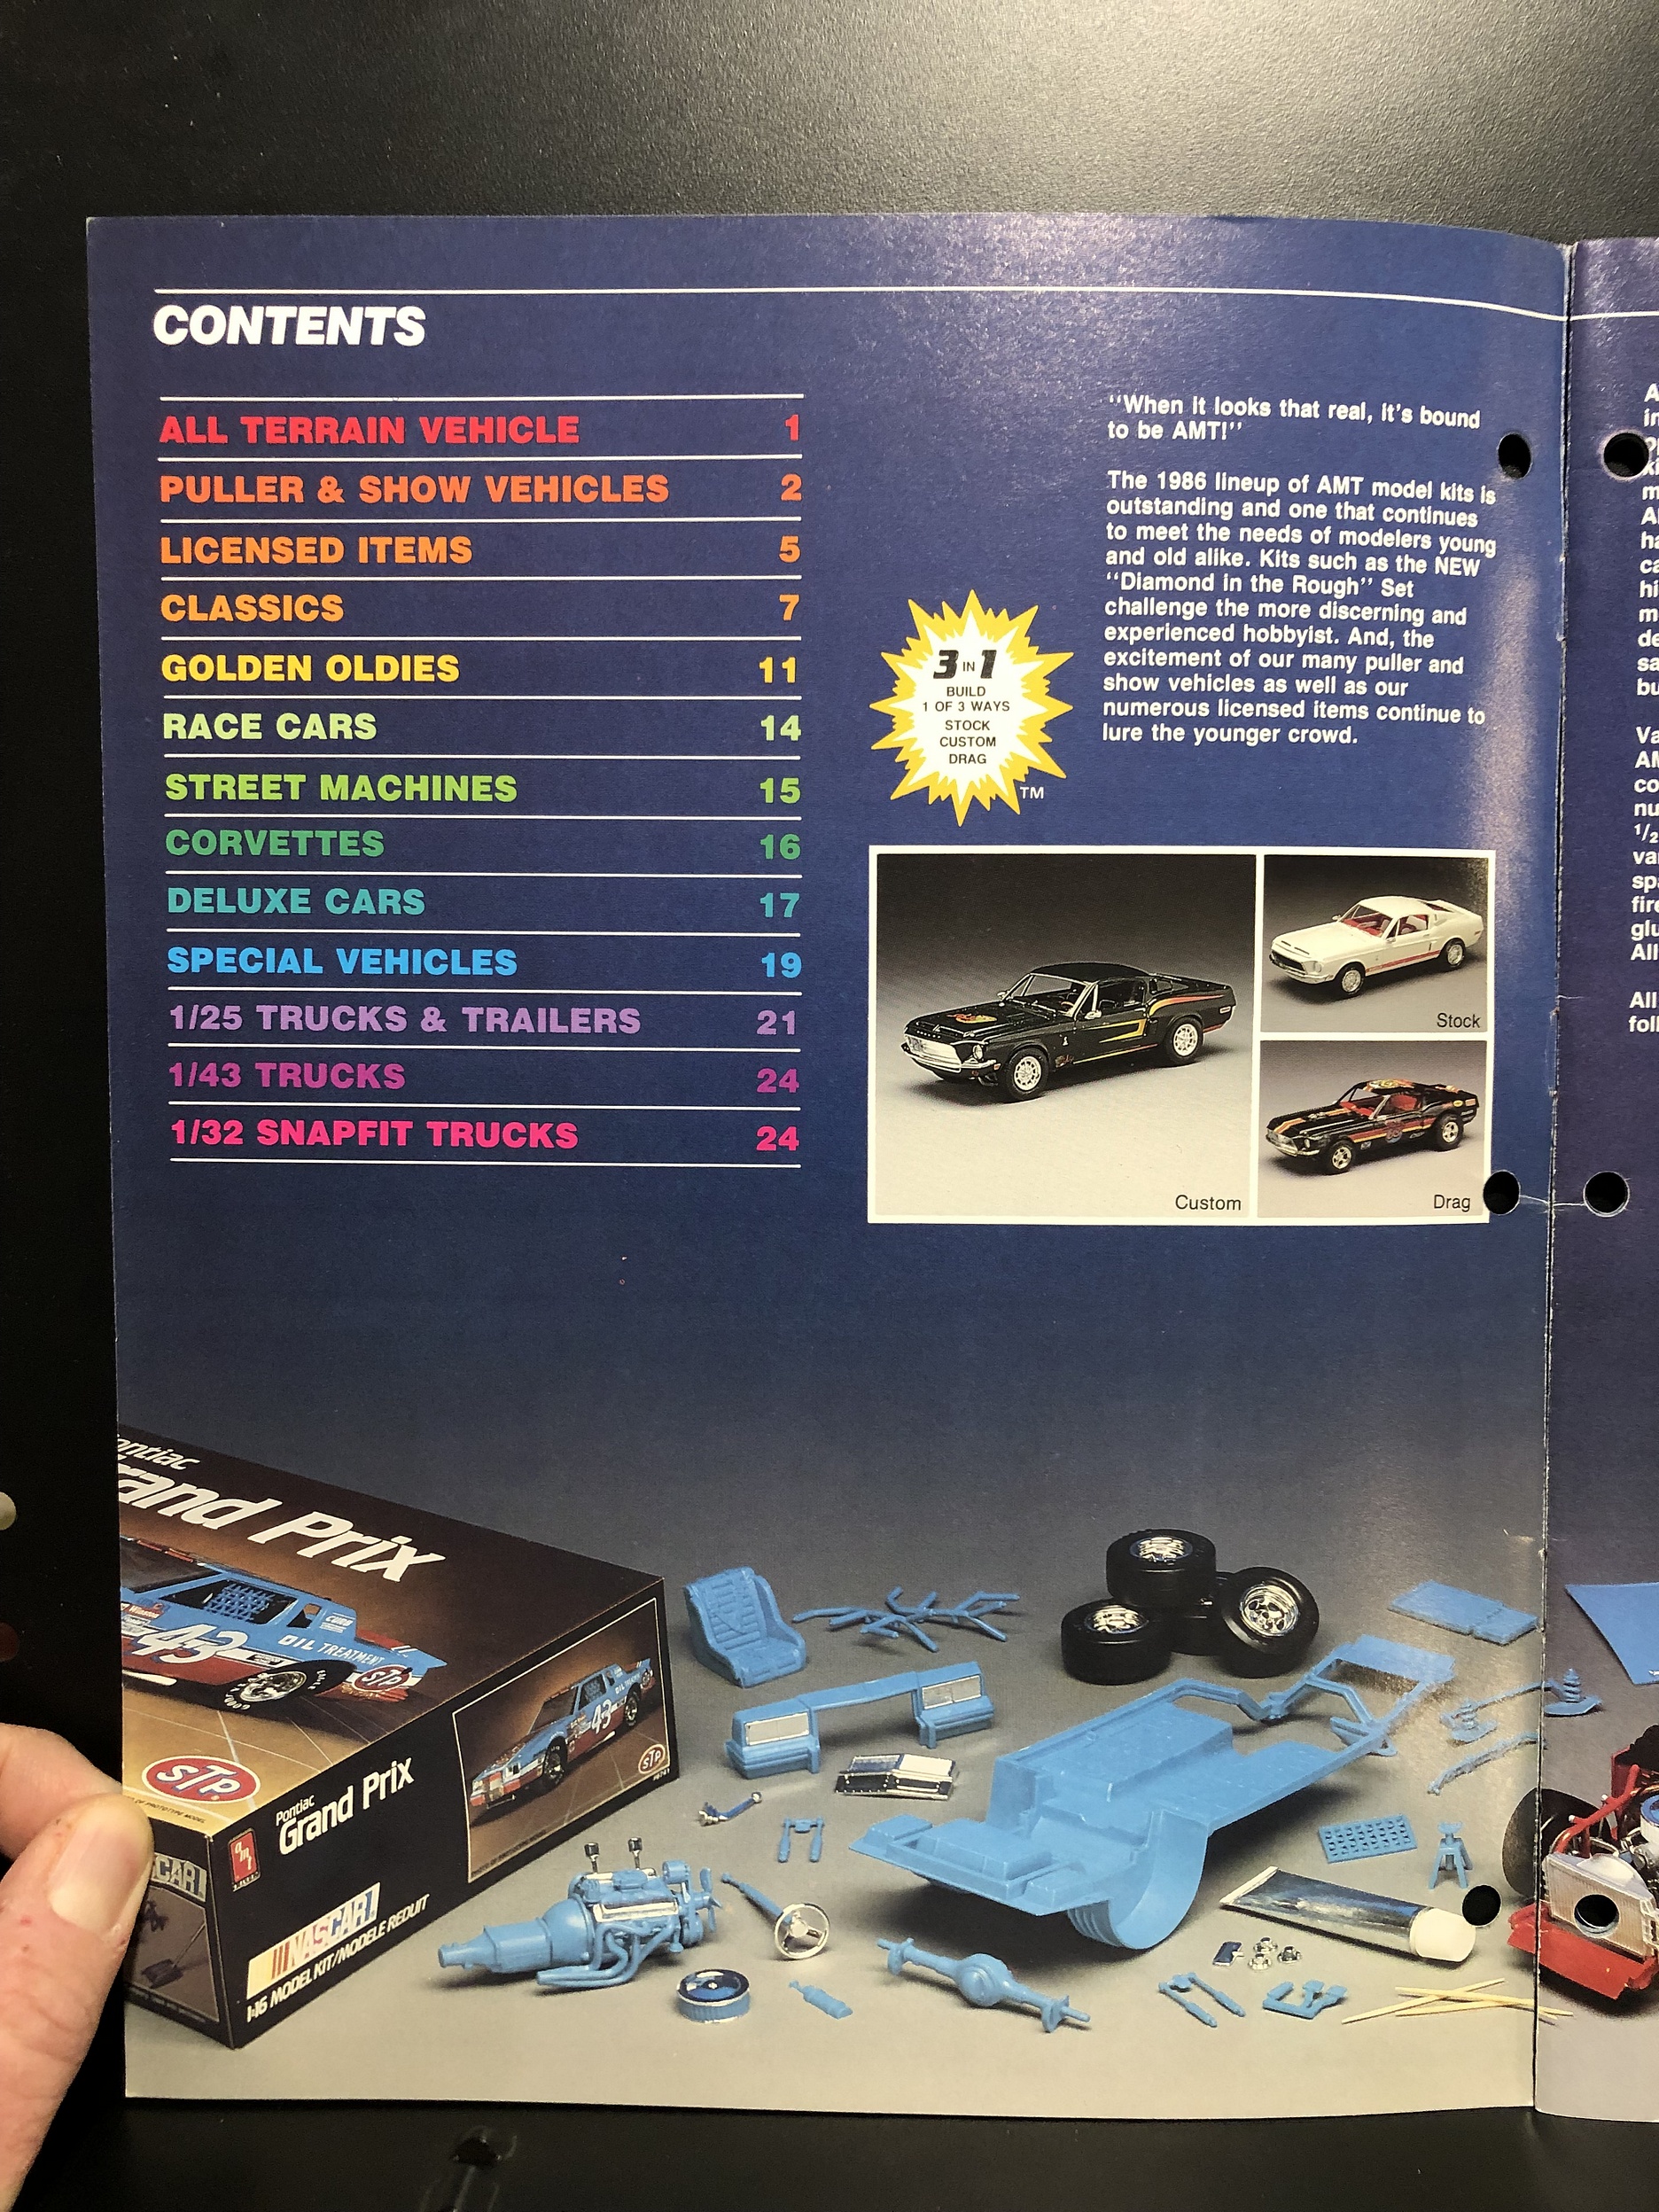 CONTENTS
ALL TERRAIN VEHICLE 1
PULLER & SHOW VEHICLES 2
LICENSED ITEMS 5
CLASSICS 7
GOLDEN OLDIES 11
RACE CARS 14
STREET MACHINES 15
CORVETTES 16
DELUXE CARS 17
SPECIAL VEHICLES 19
1/25 TRUCKS & TRAILERS 21
1/43 TRUCKS 24
1/32 SNAPFIT TRUCKS 24
"When it looks that real, it's bound
to be AMT!"
The 1986 lineup of AMT model kits is
outstanding and one that continues
to meet the needs of modelers young
and old alike. Kits such as the NEW
"Diamond in the Rough" Set
challenge the more discerning and
experienced hobbyist. And, the
excitement of our many puller and
show vehicles as well as our
numerous licensed items continue to
lure the younger crowd.
3 IN 1
BUILD
1 OF 3 WAYS
STOCK
CUSTOM
DRAG
TM
Custom
Stock
Drag
ontiac
rand Prix
43
OIL TREATMENT
STP
STP
Pontiac
Grand Prix
amt
43
STP
NASCAR
1:16 MODEL KIT/MODELE REDUIT
SCAR